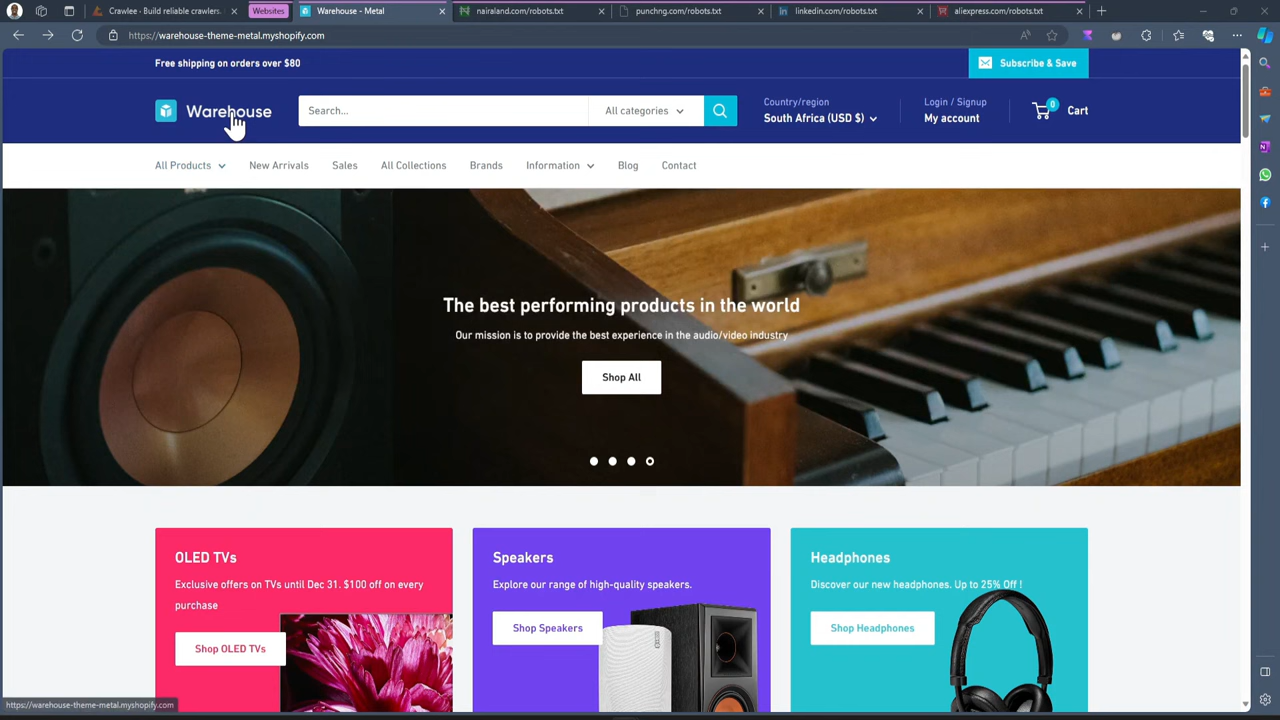 Crawlee - Build reliable crawlers.
Websites
Warehouse - Metal
nairaland.com/robots.txt
punchng.com/robots.txt
linkedin.com/robots.txt
aliexpress.com/robots.txt
https://warehouse-theme-metal.myshopify.com
Free shipping on orders over $80
Subscribe & Save
Warehouse
Search...
All categories
Country/region
South Africa (USD $)
Login / Signup
My account
0
Cart
All Products
New Arrivals
Sales
All Collections
Brands
Information
Blog
Contact
The best performing products in the world
Our mission is to provide the best experience in the audio/video industry
Shop All
OLED TVs
Exclusive offers on TVs until Dec 31. $100 off on every
purchase
Shop OLED TVs
Speakers
Explore our range of high-quality speakers.
Shop Speakers
Headphones
Discover our new headphones. Up to 25% Off !
Shop Headphones
https://warehouse-theme-metal.myshopify.com